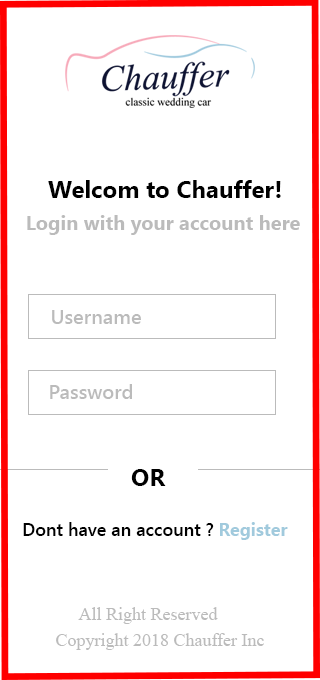 Chauffer
classic wedding car
Welcom to Chauffer!
Login with your account here
Username
Password
OR
Dont have an account ? Register
All Right Reserved
Copyright 2018 Chauffer Inc